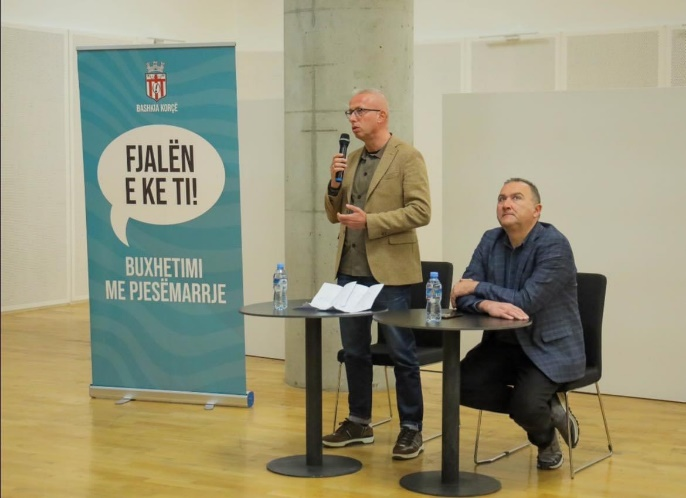 BASHKIA KORÇË
FJALËN
E KE TI!
BUXHETIMI
ME PJESËMARRJE